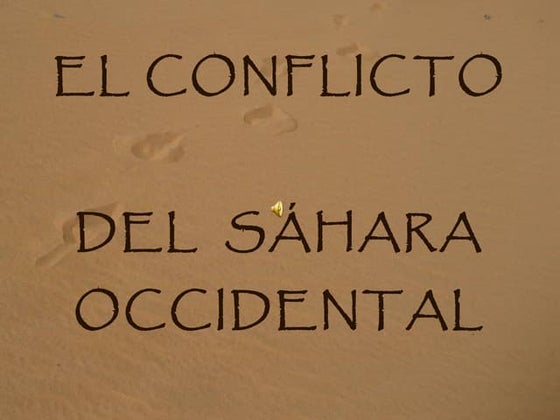 EL CONFLICTO
DEL SÁHARA
OCCIDENTAL